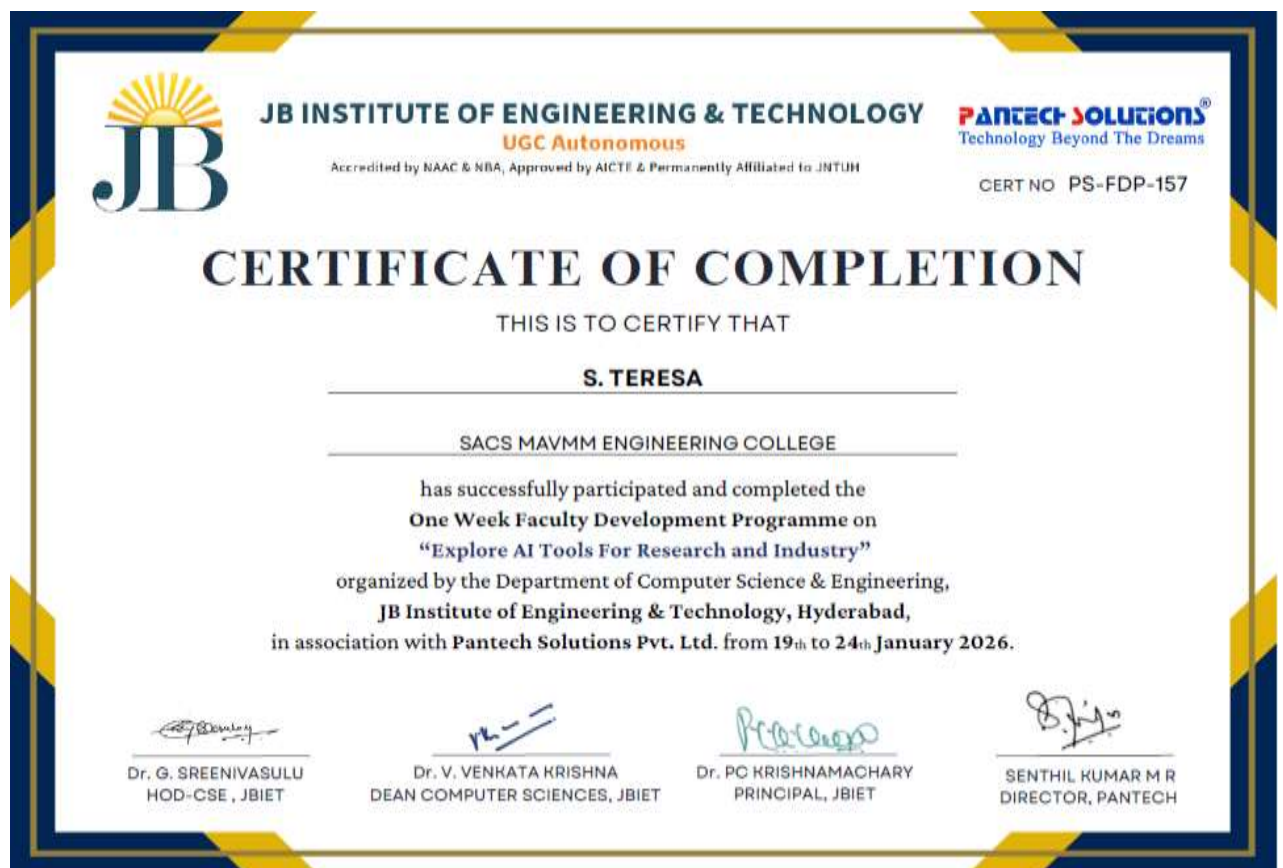 JB
JB INSTITUTE OF ENGINEERING & TECHNOLOGY
UGC Autonomous
Accredited by NAAC & NBA, Approved by AICTE & Permanently Affiliated to JNTUH
PANTECH SOLUTIONS®
Technology Beyond The Dreams
CERT NO PS-FDP-157
CERTIFICATE OF COMPLETION
THIS IS TO CERTIFY THAT
S. TERESA
SACS MAVMM ENGINEERING COLLEGE
has successfully participated and completed the
One Week Faculty Development Programme on
“Explore AI Tools For Research and Industry”
organized by the Department of Computer Science & Engineering,
JB Institute of Engineering & Technology, Hyderabad,
in association with Pantech Solutions Pvt. Ltd. from 19th to 24th January 2026.
Dr. G. SREENIVASULU
HOD-CSE , JBIET
Dr. V. VENKATA KRISHNA
DEAN COMPUTER SCIENCES, JBIET
Dr. PC KRISHNAMACHARY
PRINCIPAL, JBIET
SENTHIL KUMAR M R
DIRECTOR, PANTECH